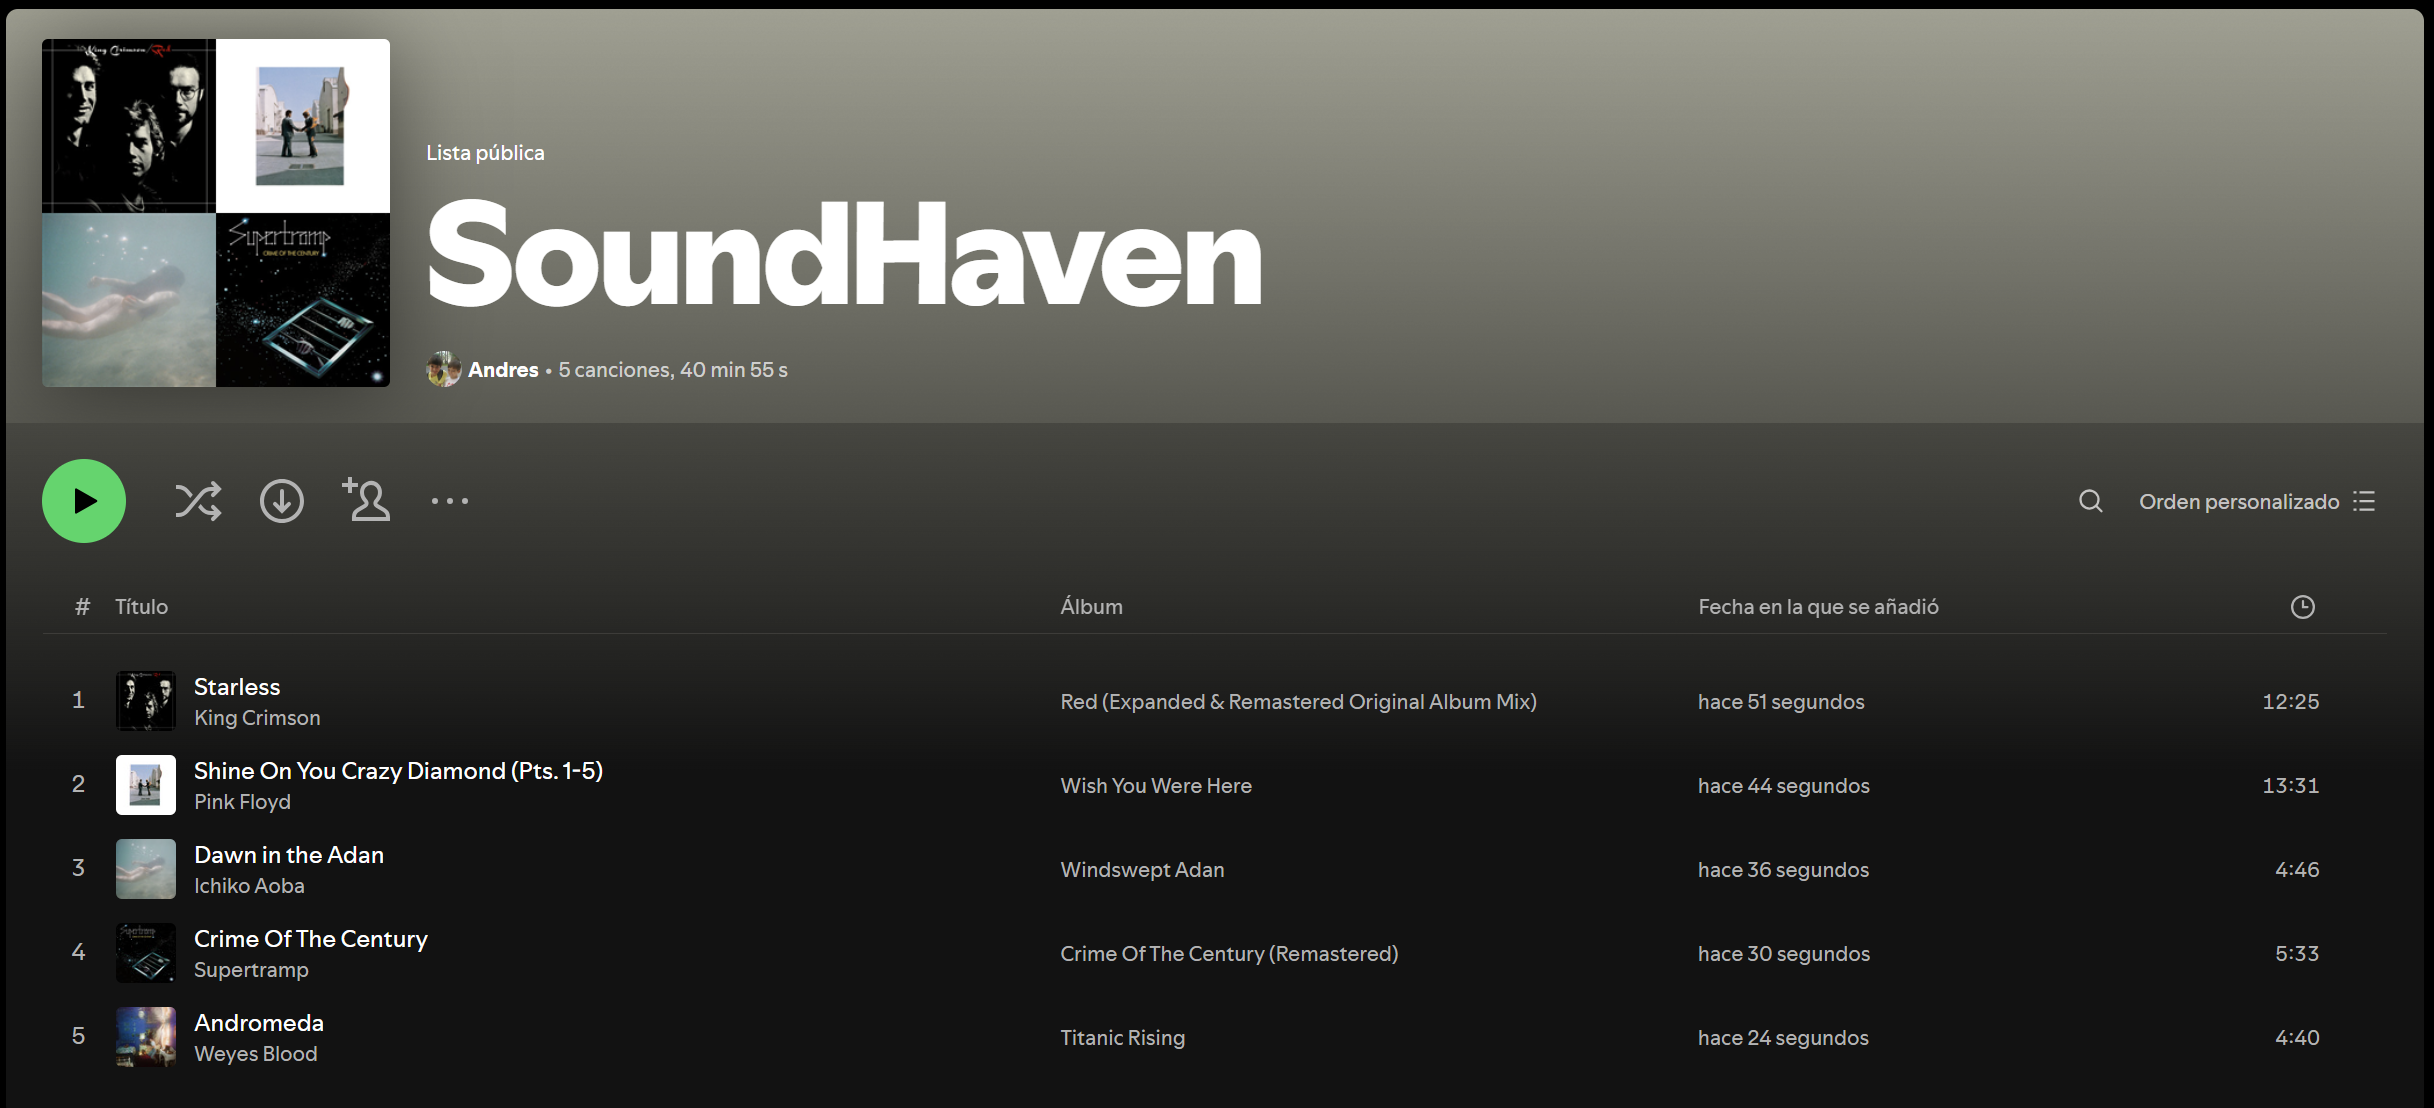 King Crimson/Red
Supertramp
CRIME OF THE CENTURY
Lista pública
SoundHaven
Andres • 5 canciones, 40 min 55 s
Orden personalizado
# Título Álbum Fecha en la que se añadió
1 Starless Red (Expanded & Remastered Original Album Mix) hace 51 segundos 12:25
King Crimson
2 Shine On You Crazy Diamond (Pts. 1-5) Wish You Were Here hace 44 segundos 13:31
Pink Floyd
3 Dawn in the Adan Windswept Adan hace 36 segundos 4:46
Ichiko Aoba
4 Crime Of The Century Crime Of The Century (Remastered) hace 30 segundos 5:33
Supertramp
5 Andromeda Titanic Rising hace 24 segundos 4:40
Weyes Blood